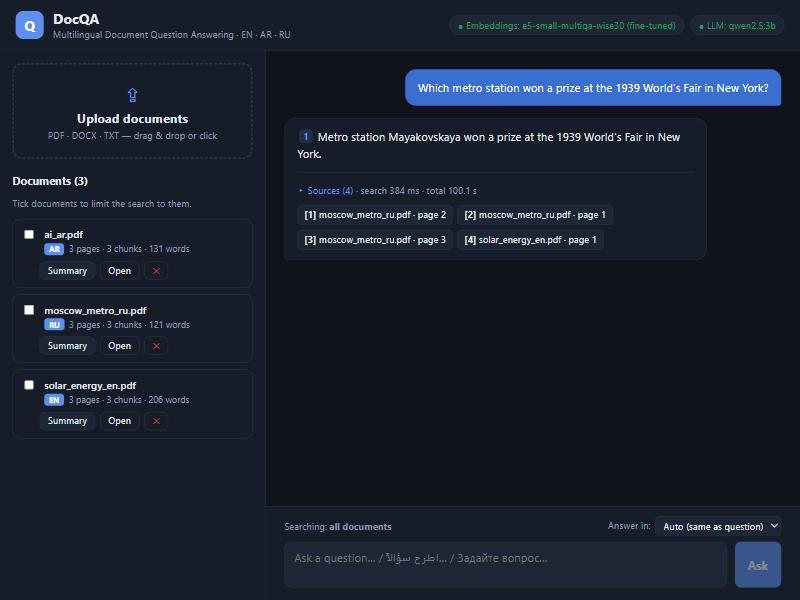 Q
DocQA
Multilingual Document Question Answering · EN · AR · RU
● Embeddings: e5-small-multiqa-wise30 (fine-tuned)
● LLM: qwen2.5:3b
⇪
Upload documents
PDF · DOCX · TXT — drag & drop or click
Documents (3)
Tick documents to limit the search to them.
ai_ar.pdf
AR 3 pages · 3 chunks · 131 words
Summary Open ✕
moscow_metro_ru.pdf
RU 3 pages · 3 chunks · 121 words
Summary Open ✕
solar_energy_en.pdf
EN 3 pages · 3 chunks · 206 words
Summary Open ✕
Which metro station won a prize at the 1939 World's Fair in New York?
1 Metro station Mayakovskaya won a prize at the 1939 World's Fair in New
York.
‣ Sources (4) · search 384 ms · total 100.1 s
[1] moscow_metro_ru.pdf · page 2 [2] moscow_metro_ru.pdf · page 1
[3] moscow_metro_ru.pdf · page 3 [4] solar_energy_en.pdf · page 1
Searching: all documents
Answer in: Auto (same as question)
Ask a question... / اطرح سؤالاً... / Задайте вопрос...
Ask